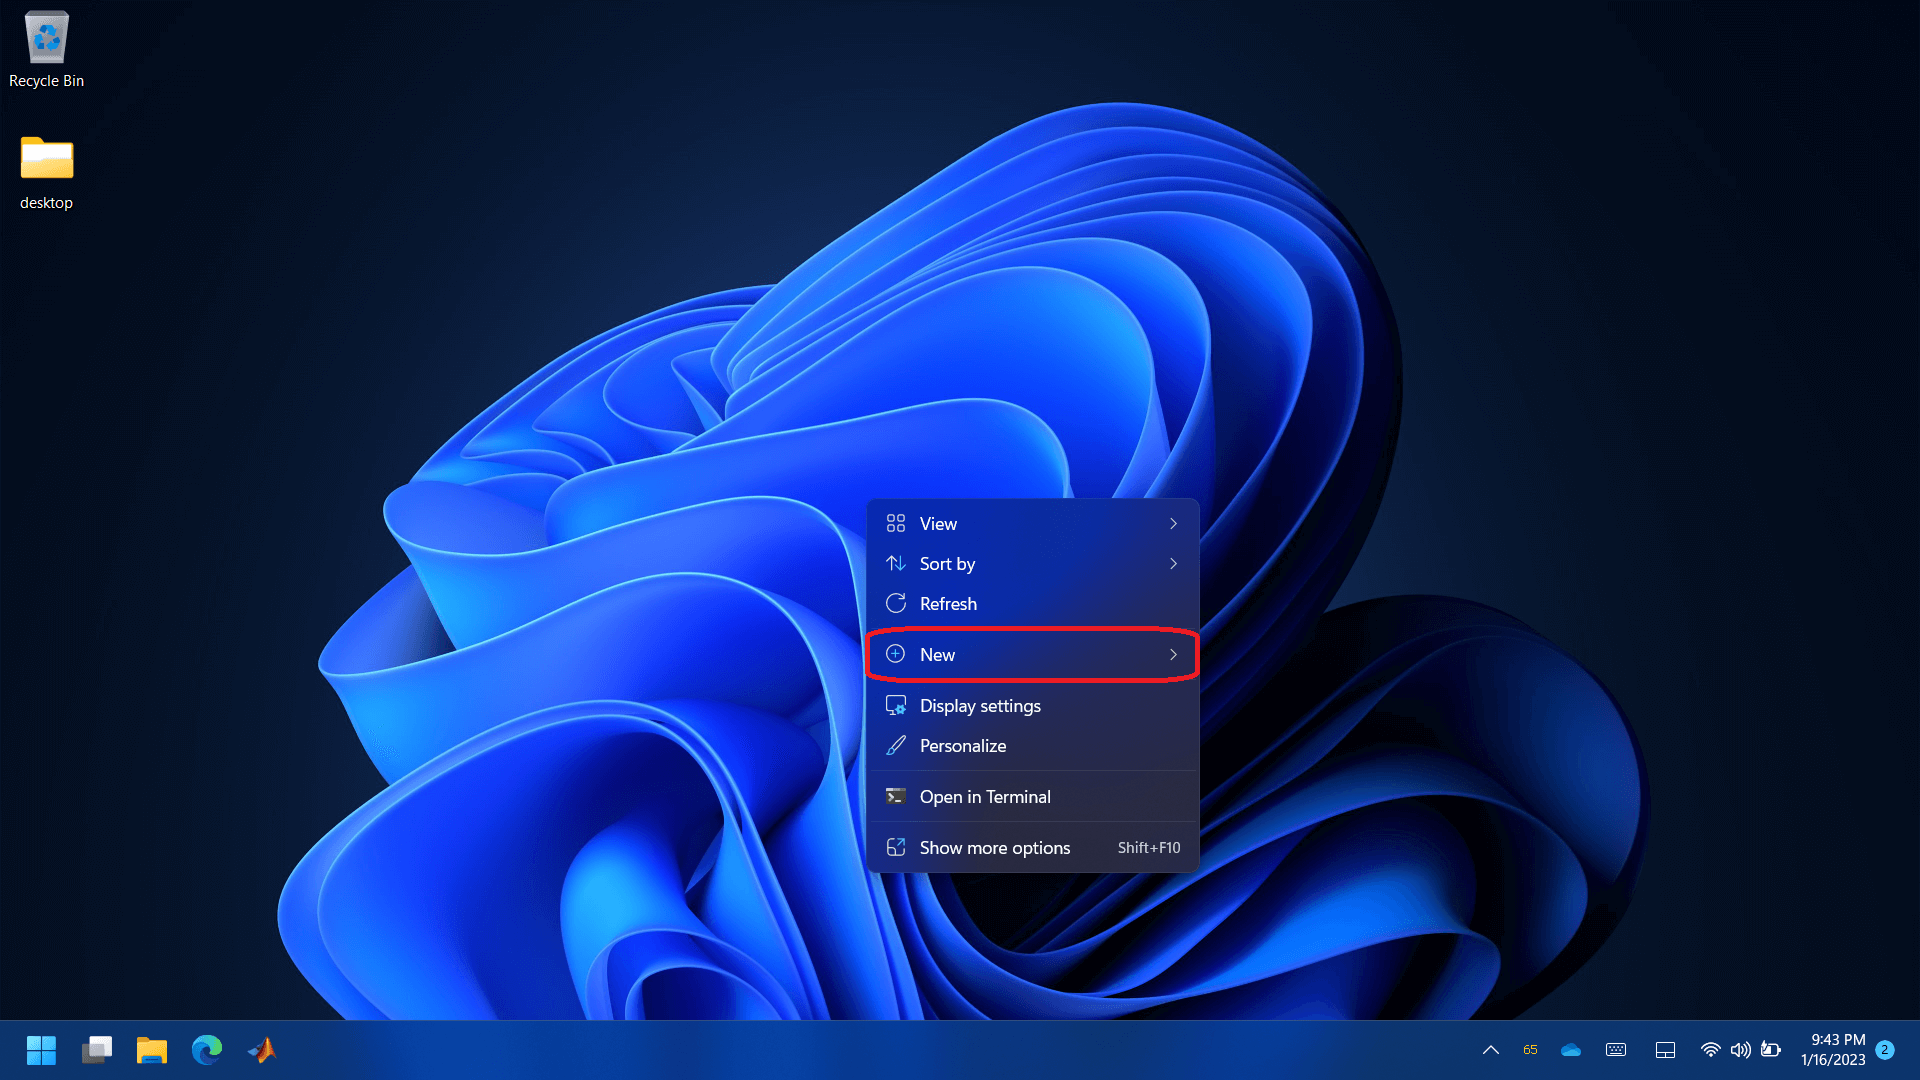 Recycle Bin
desktop
View
Sort by
Refresh
New
Display settings
Personalize
Open in Terminal
Show more options Shift+F10
65
9:43 PM
1/16/2023
2